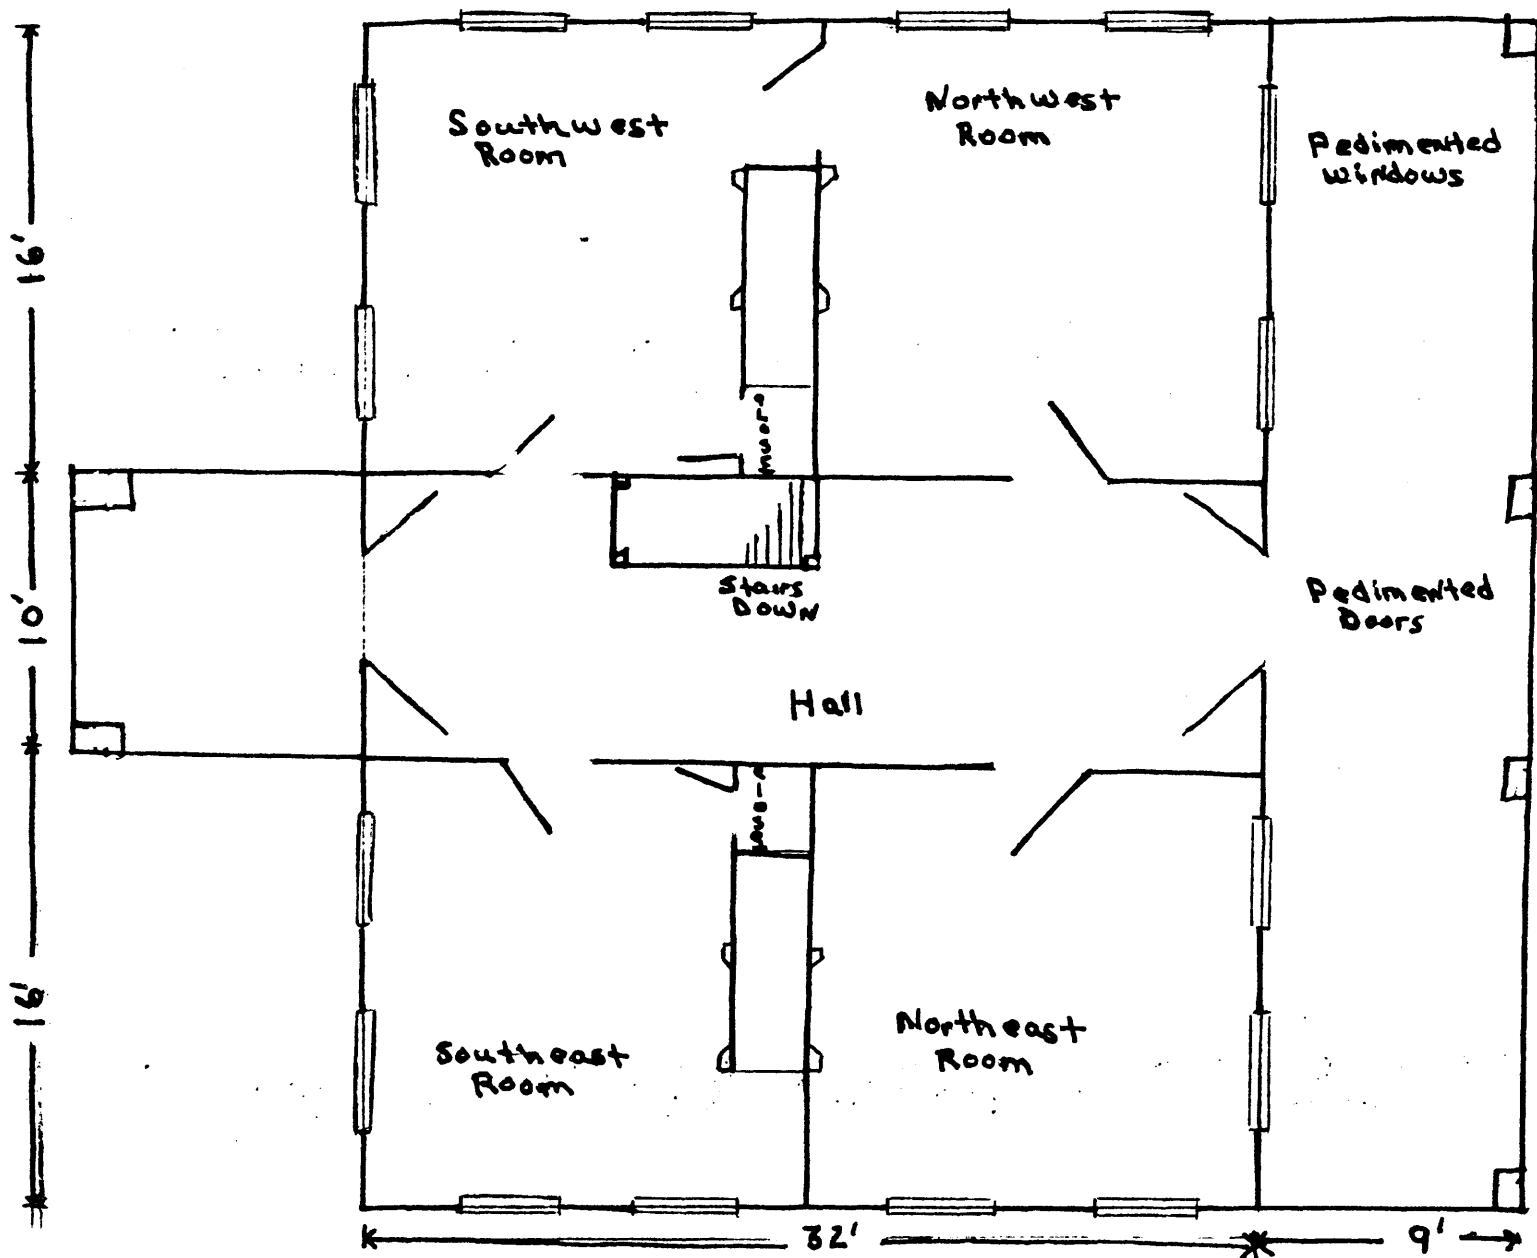 Southwest
Room
Northwest
Room
Pedimented
Windows
16'
10'
16'
Stairs
DOWN
Hall
Pedimented
Doors
Southeast
Room
Northeast
Room
32'
9'